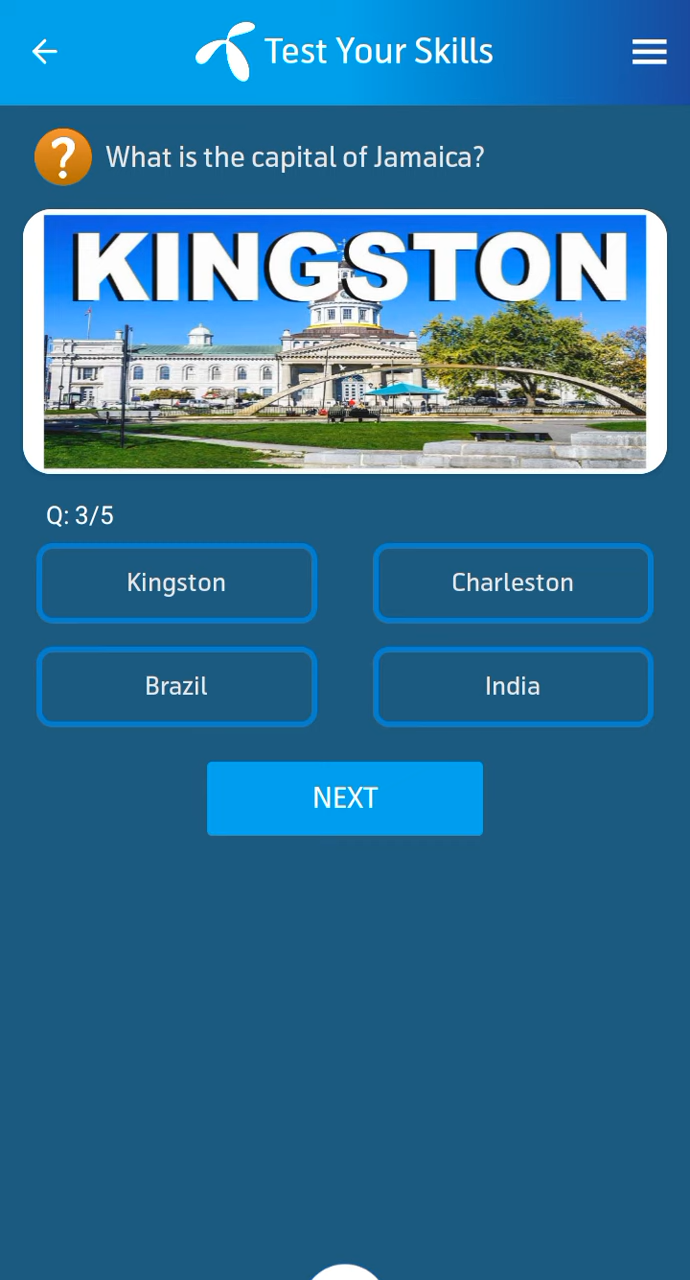 Test Your Skills
? What is the capital of Jamaica?
KINGSTON
Q: 3/5
Kingston
Charleston
Brazil
India
NEXT